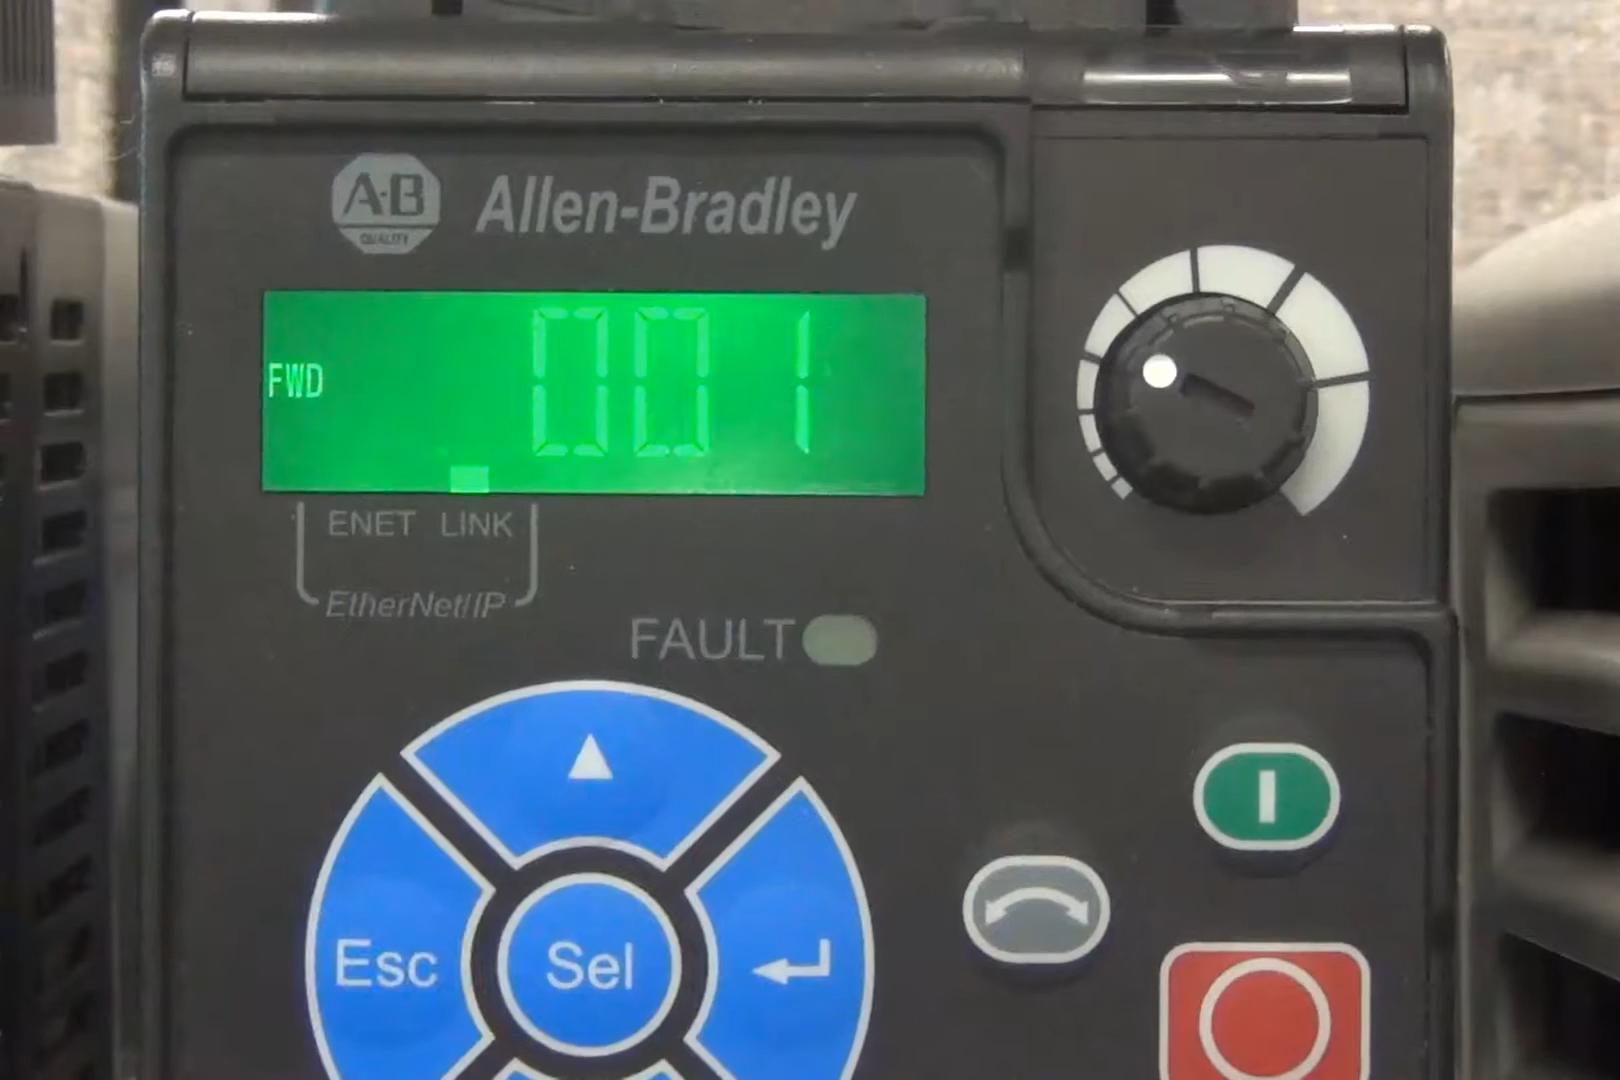 A-B
QUALITY
Allen-Bradley
001
FWD
ENET LINK
EtherNet/IP
FAULT
Esc
Sel